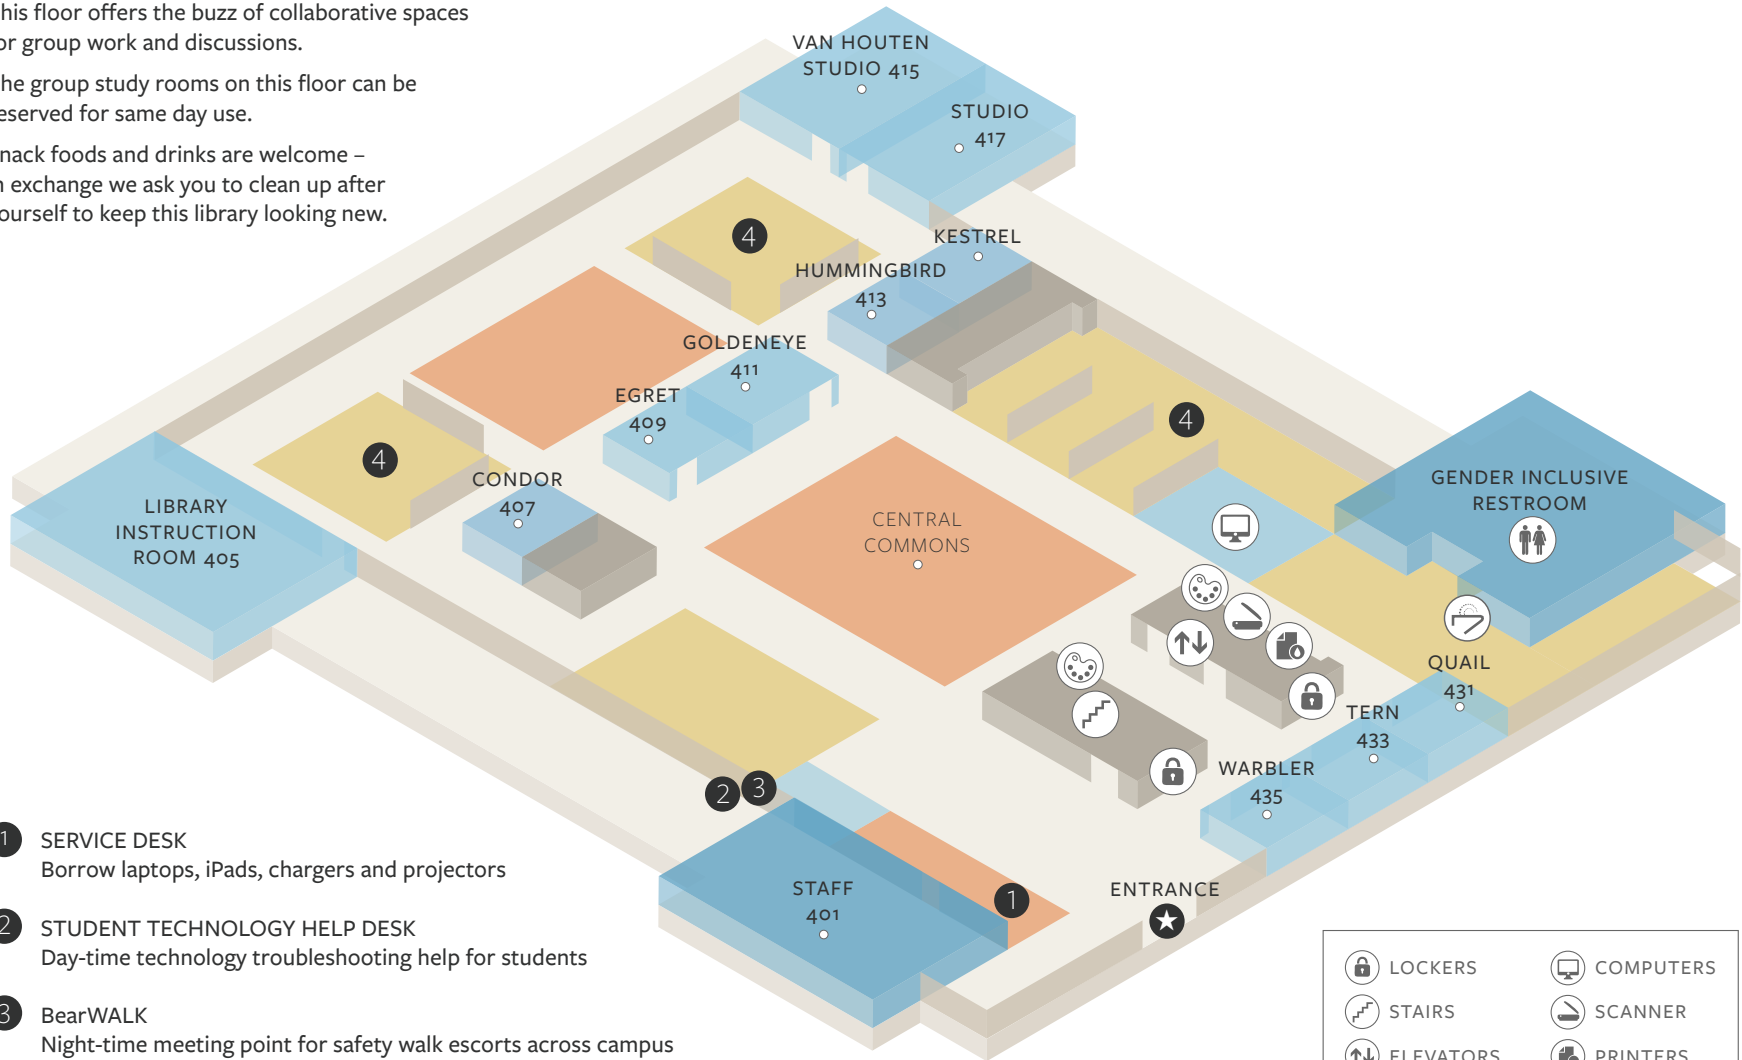 his floor offers the buzz of collaborative spaces
or group work and discussions.
he group study rooms on this floor can be
eserved for same day use.
nack foods and drinks are welcome –
n exchange we ask you to clean up after
ourself to keep this library looking new.
VAN HOUTEN
STUDIO 415
STUDIO
417
KESTREL
HUMMINGBIRD
413
GOLDENEYE
411
EGRET
409
CONDOR
407
4
4
4
LIBRARY
INSTRUCTION
ROOM 405
CENTRAL
COMMONS
GENDER INCLUSIVE
RESTROOM
QUAIL
431
TERN
433
WARBLER
435
2
3
STAFF
401
1
ENTRANCE
1 SERVICE DESK
Borrow laptops, iPads, chargers and projectors
2 STUDENT TECHNOLOGY HELP DESK
Day-time technology troubleshooting help for students
3 BearWALK
Night-time meeting point for safety walk escorts across campus
LOCKERS
COMPUTERS
STAIRS
SCANNER
ELEVATORS
PRINTERS